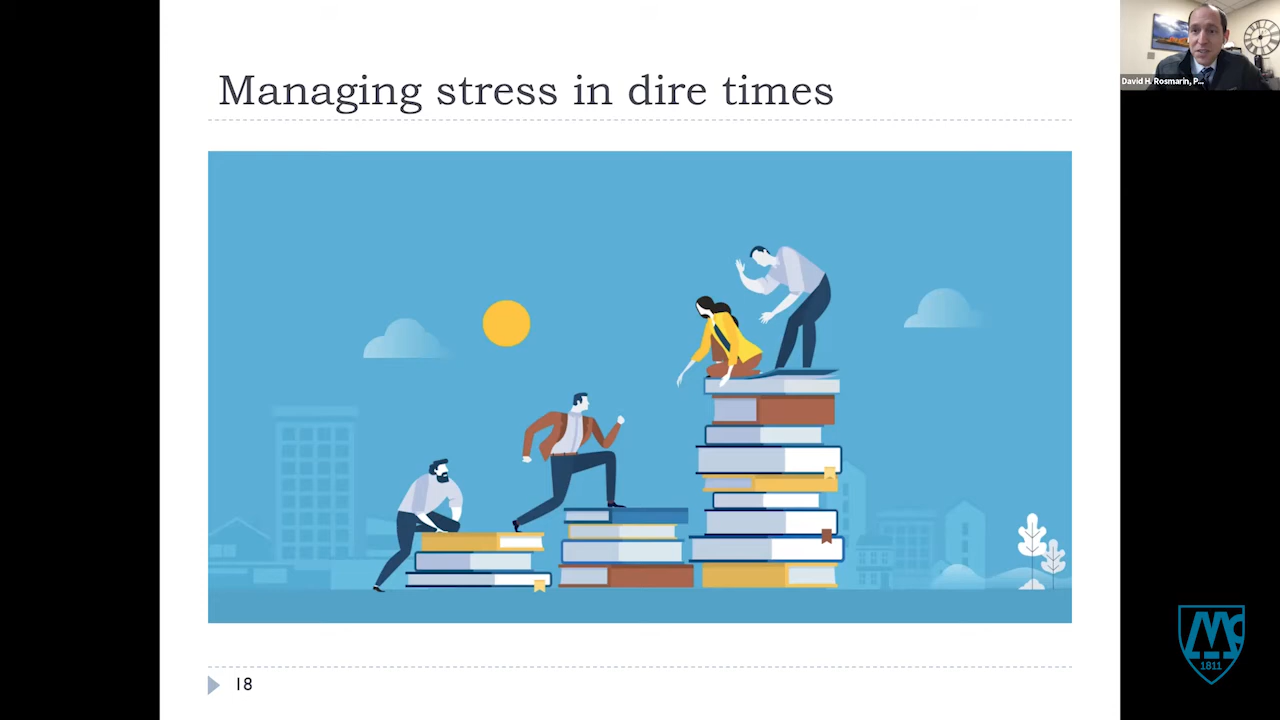 Managing stress in dire times
David H. Rosmarin, P...
18
1811